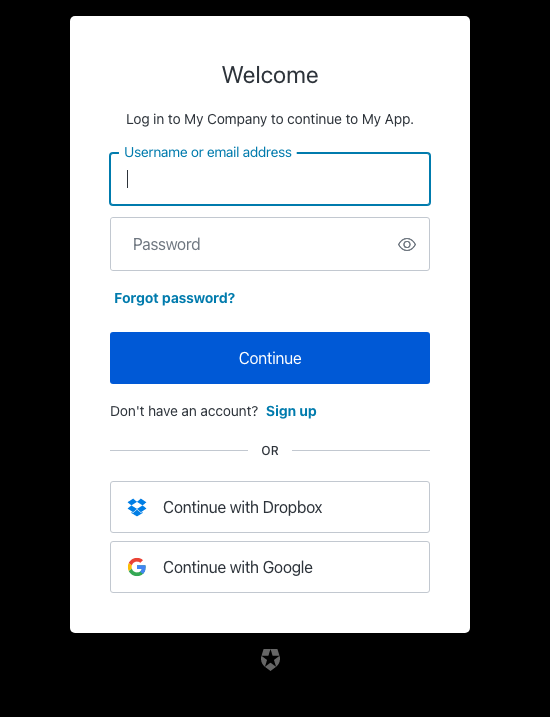 Welcome
Log in to My Company to continue to My App.
Username or email address
Password
Forgot password?
Continue
Don't have an account? Sign up
OR
Continue with Dropbox
Continue with Google